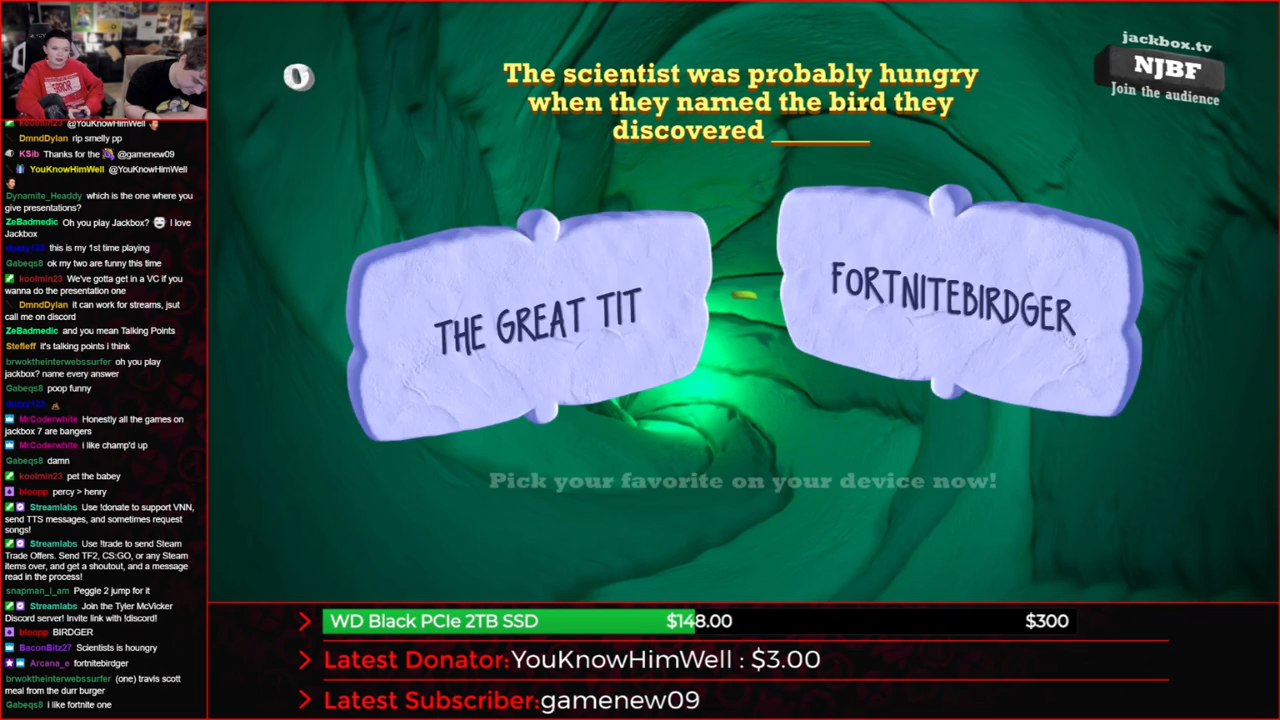 @YouKnowHimWell
DmndDylan rlp smelly pp
KSib Thanks for the @gamenew09
YouKnowHimWell @YouKnowHimWell
Dynamite_Headdy which is the one where you
give presentations?
ZeBadmedic Oh you play Jackbox? I love
Jackbox
this is my 1st time playing
Gabeqs8 ok my two are funny this time
koolmin23 We've gotta get in a VC if you
wanna do the presentation one
DmndDylan it can work for streams, jsut
call me on discord
ZeBadmedic and you mean Talking Points
Stefleff it's talking points i think
brwoktheinterwebssurfer oh you play
jackbox? name every answer
Gabeqs8 poop funny
MrCoderwhite Honestly all the games on
jackbox 7 are bangers
MrCoderwhite i like champ'd up
Gabeqs8 damn
koolmin23 pet the babey
bloopp percy > henry
Streamlabs Use !donate to support VNN,
send TTS messages, and sometimes request
songs!
Streamlabs Use !trade to send Steam
Trade Offers. Send TF2, CS:GO, or any Steam
items over, and get a shoutout, and a message
read in the process!
snapman_i_am Peggle 2 jump for it
Streamlabs Join the Tyler McVicker
Discord server! Invite link with !discord!
bloopp BIRDGER
BaconBitz27 Scientists is houngry
Arcana_e fortnitebirdger
brwoktheinterwebssurfer (one) travis scott
meal from the durr burger
Gabeqs8 i like fortnite one
0
The scientist was probably hungry
when they named the bird they
discovered
jackbox.tv
NJBF
Join the audience
THE GREAT TIT
FORTNITEBIRDGER
Pick your favorite on your device now!
WD Black PCIe 2TB SSD $148.00 $300
Latest Donator:YouKnowHimWell : $3.00
Latest Subscriber:gamenew09